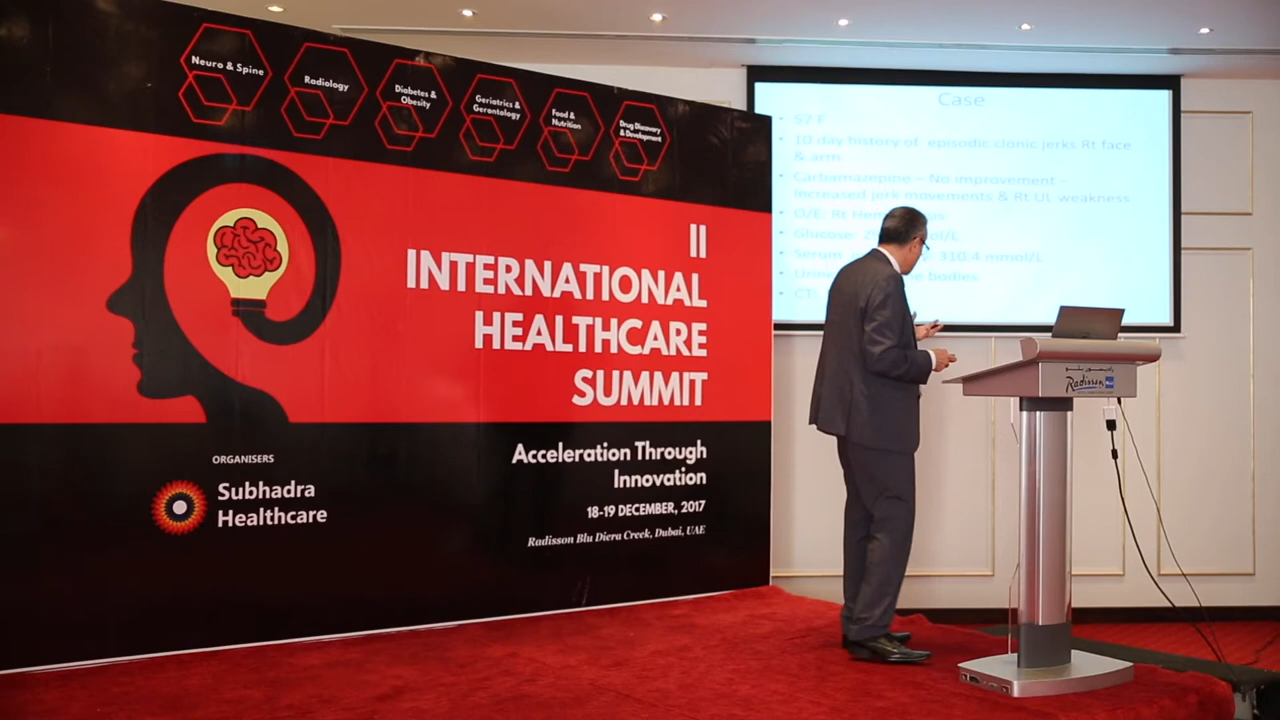 Neuro & Spine
Radiology
Diabetes &
Obesity
Geriatrics &
Gerontology
Food &
Nutrition
Drug Discovery
& Development
II
INTERNATIONAL
HEALTHCARE
SUMMIT
ORGANISERS
Subhadra
Healthcare
Acceleration Through
Innovation
18-19 DECEMBER, 2017
Radisson Blu Diera Creek, Dubai, UAE
Case
• 57 F
• 10 day history of episodic clonic jerks Rt face
& arm
• Carbamazepine – No improvement –
Increased jerk movements & Rt UL weakness
• O/E: Rt
• Glucose:
• Serum 310.4 mmol/L
• bodies
• CT:
Radisson